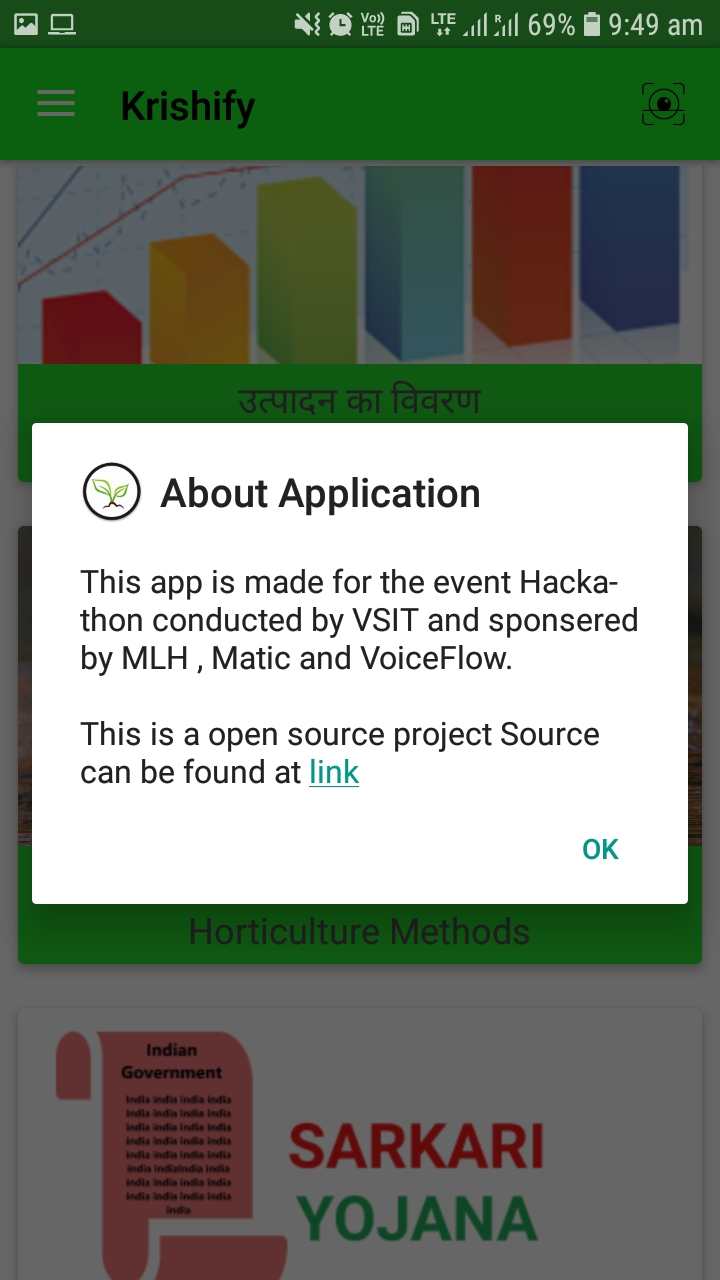 Vo)) LTE LTE R 69% 9:49 am
Krishify
उत्पादन का विवरण
About Application
This app is made for the event Hacka-
thon conducted by VSIT and sponsered
by MLH , Matic and VoiceFlow.
This is a open source project Source
can be found at link
OK
Horticulture Methods
Indian
Government
india india india india
india india india india
india india india india
india india india india
india india india india
india indiaindia india
india india india india
india india india india
india
SARKARI
YOJANA